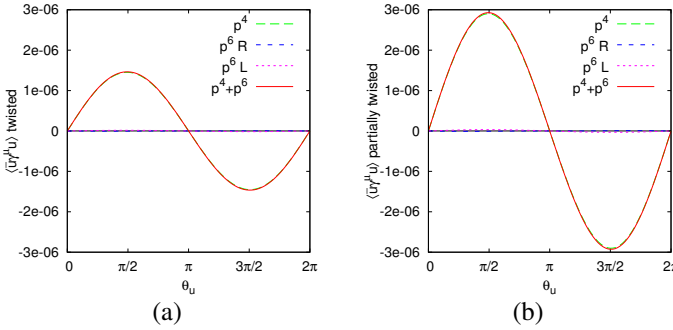 3e-06
2e-06
1e-06
0
-1e-06
-2e-06
-3e-06
⟨ūγ^μu⟩ twisted
p^4
p^6 R
p^6 L
p^4+p^6
0 π/2 π 3π/2 2π
θ_u
(a)
3e-06
2e-06
1e-06
0
-1e-06
-2e-06
-3e-06
⟨ūγ^μu⟩ partially twisted
p^4
p^6 R
p^6 L
p^4+p^6
0 π/2 π 3π/2 2π
θ_u
(b)